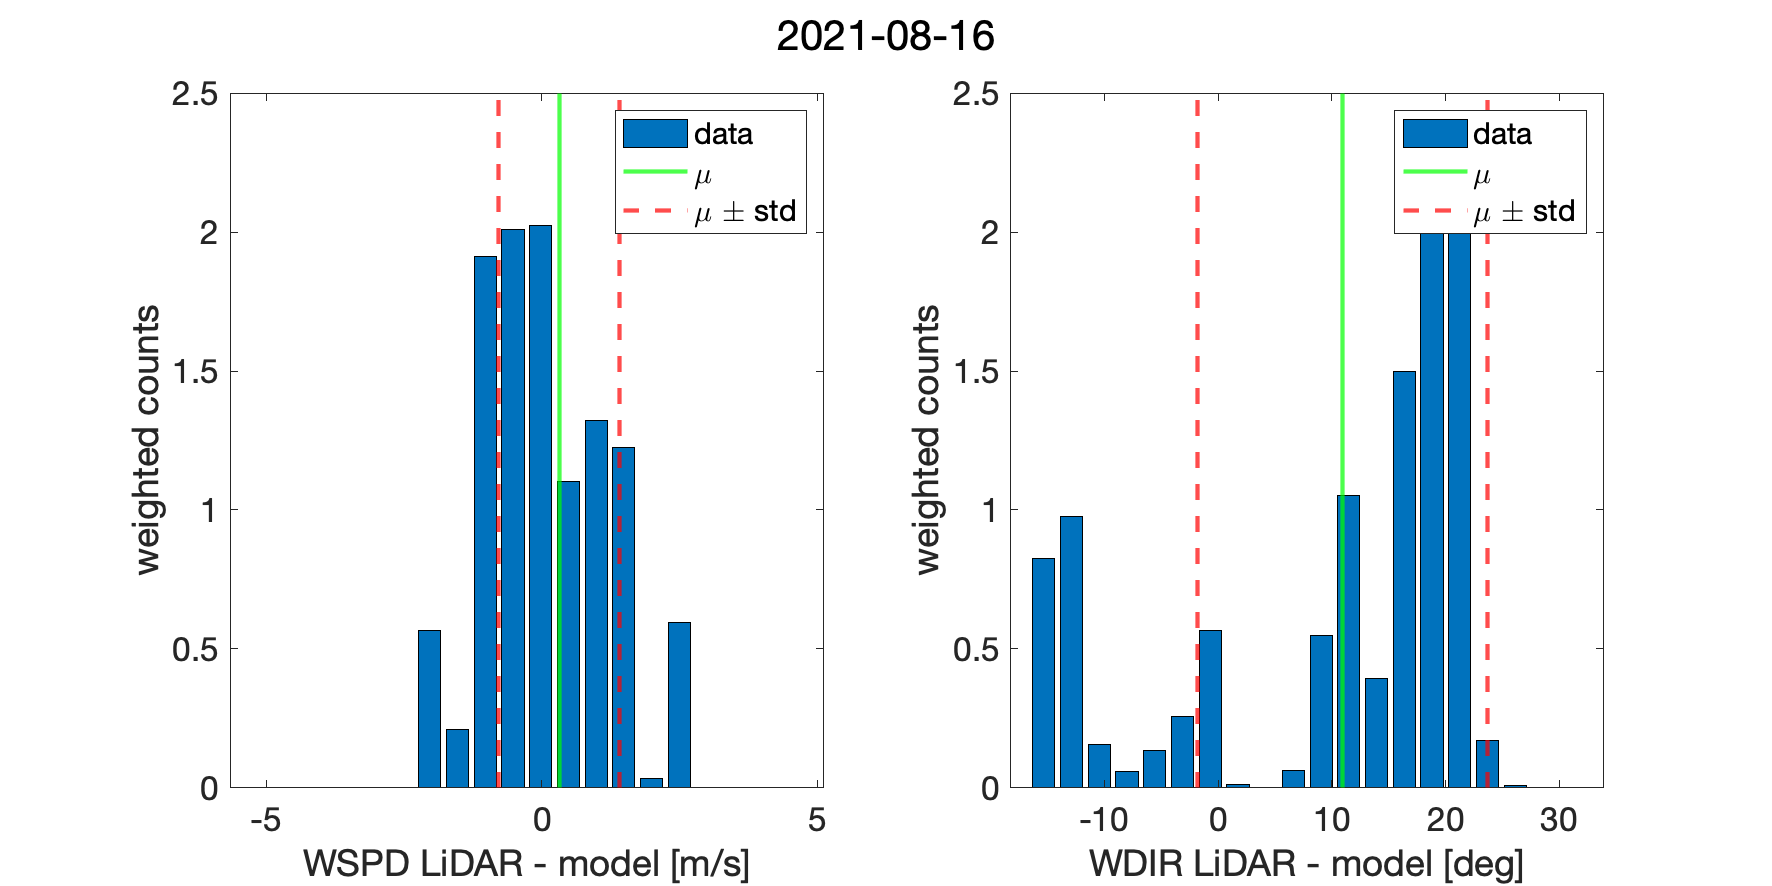 2021-08-16
2.5
2
1.5
1
0.5
0
-5
0
5
weighted counts
WSPD LiDAR - model [m/s]
data
μ
μ ± std
2.5
2
1.5
1
0.5
0
-10
0
10
20
30
weighted counts
WDIR LiDAR - model [deg]
data
μ
μ ± std